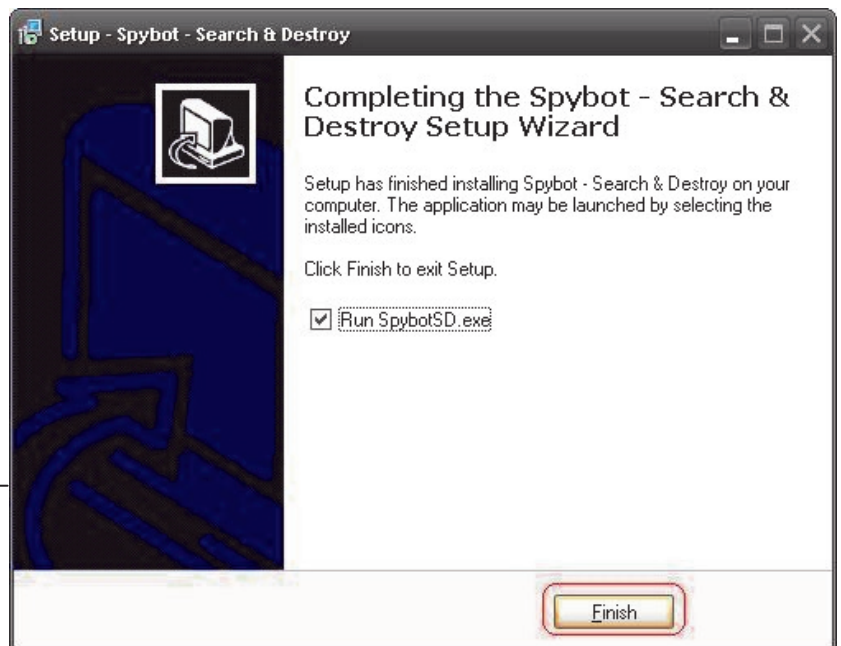 Setup - Spybot - Search & Destroy
Completing the Spybot - Search &
Destroy Setup Wizard
Setup has finished installing Spybot - Search & Destroy on your
computer. The application may be launched by selecting the
installed icons.
Click Finish to exit Setup.
Run SpybotSD.exe
Finish